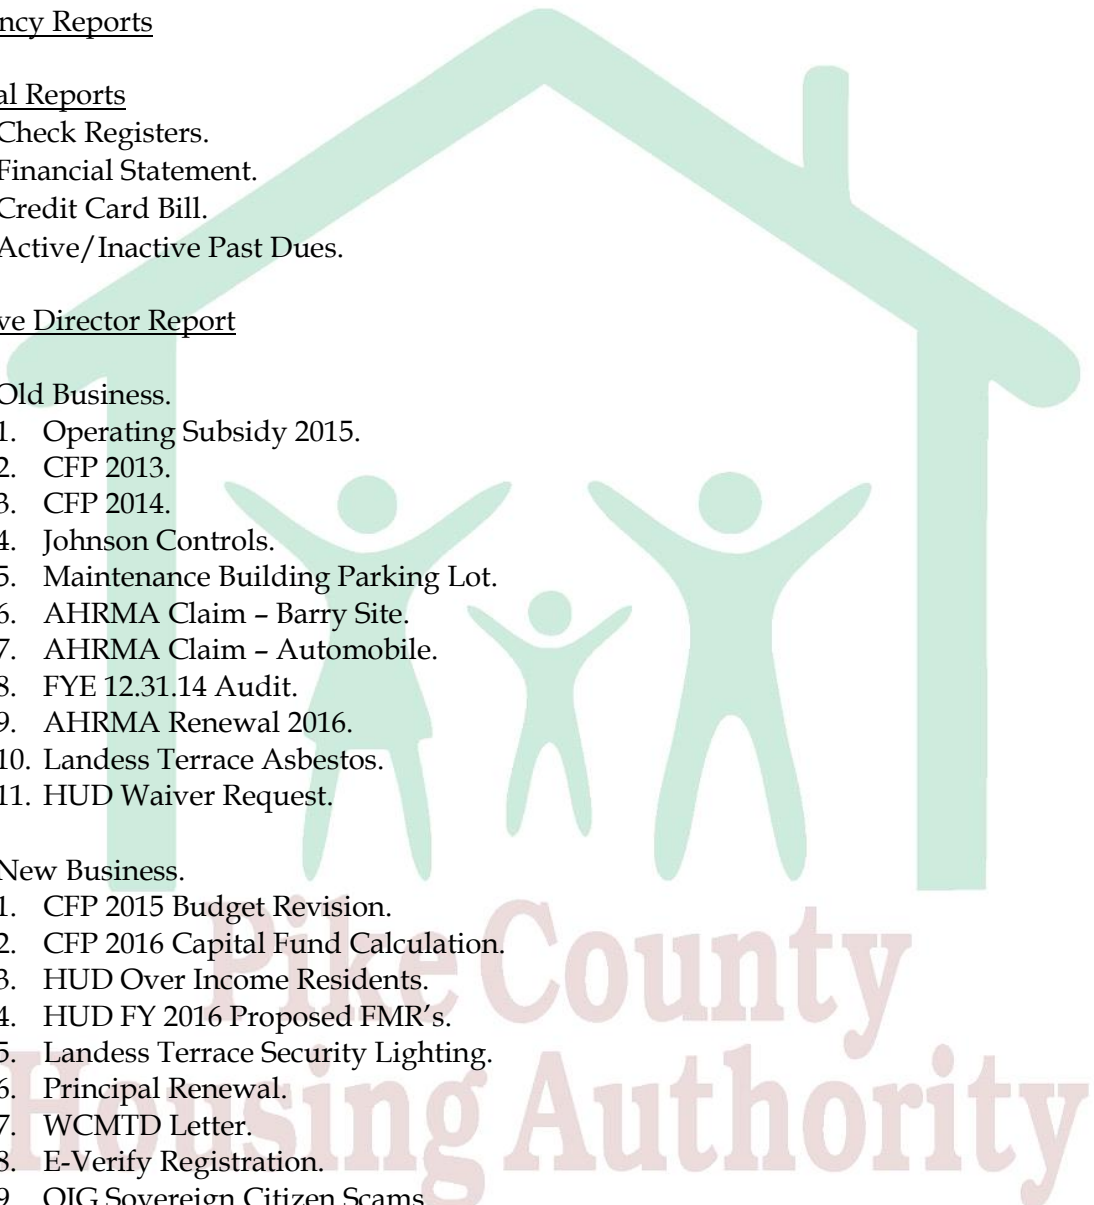 ncy Reports
al Reports
Check Registers.
Financial Statement.
Credit Card Bill.
Active/Inactive Past Dues.
ve Director Report
Old Business.
1. Operating Subsidy 2015.
2. CFP 2013.
3. CFP 2014.
4. Johnson Controls.
5. Maintenance Building Parking Lot.
6. AHRMA Claim – Barry Site.
7. AHRMA Claim – Automobile.
8. FYE 12.31.14 Audit.
9. AHRMA Renewal 2016.
10. Landess Terrace Asbestos.
11. HUD Waiver Request.
New Business.
1. CFP 2015 Budget Revision.
2. CFP 2016 Capital Fund Calculation.
3. HUD Over Income Residents.
4. HUD FY 2016 Proposed FMR's.
5. Landess Terrace Security Lighting.
6. Principal Renewal.
7. WCMTD Letter.
8. E-Verify Registration.
9. OIG Sovereign Citizen Scams.
Pike County
Housing Authority